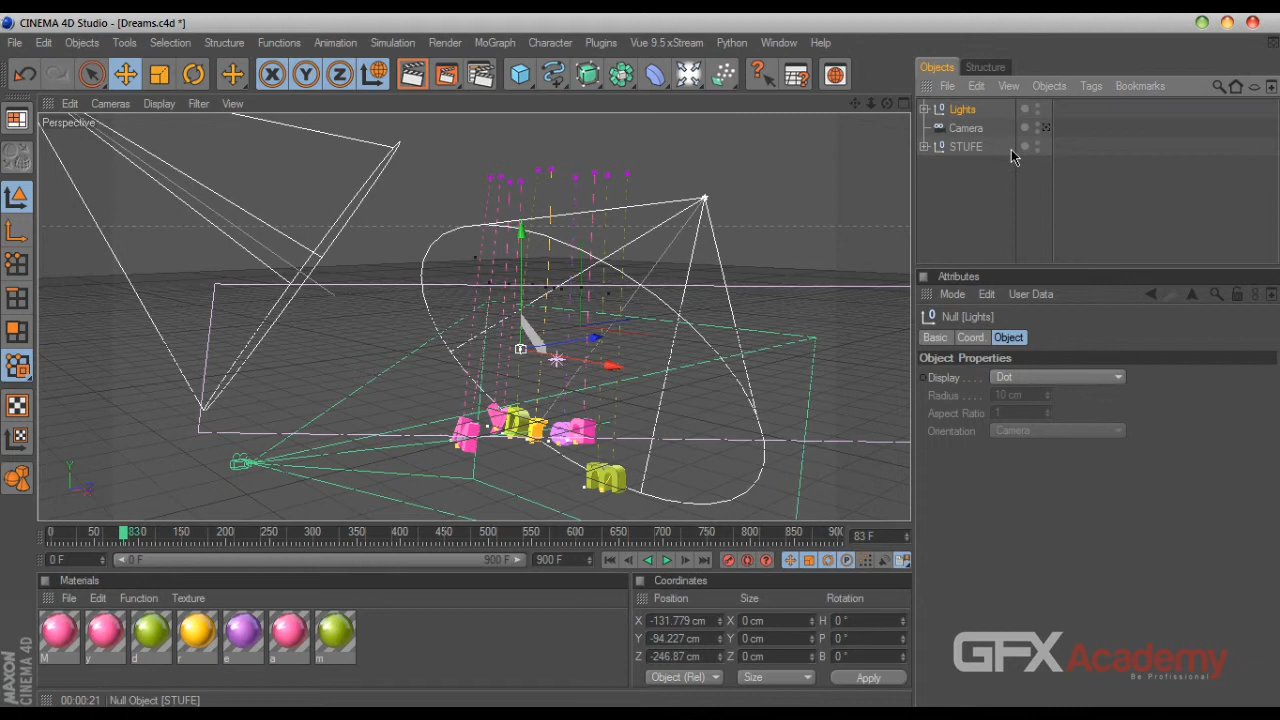 CINEMA 4D Studio - [Dreams.c4d *]
File Edit Objects Tools Selection Structure Functions Animation Simulation Render MoGraph Character Plugins Vue 9.5 xStream Python Window Help
X Y Z
Objects Structure
File Edit View Objects Tags Bookmarks
Lights
Camera
STUFE
Edit Cameras Display Filter View
Perspective
Y
Attributes
Mode Edit User Data
Null [Lights]
Basic Coord. Object
Object Properties
Display . . . . Dot
Radius . . . . 10 cm
Aspect Ratio 1
Orientation . Camera
0 50 830 150 200 250 300 350 400 450 500 550 600 650 700 750 800 850 90 83 F
0 F 0 F 900 F 900 F
Materials
File Edit Function Texture
M y d r e a m
Coordinates
Position Size Rotation
X -131.779 cm X 0 cm H 0 °
Y -94.227 cm Y 0 cm P 0 °
Z -246.87 cm Z 0 cm B 0 °
Object (Rel) Size Apply
MAXON
CINEMA 4D
00:00:21 Null Object [STUFE]
GFXAcademy
Be Profissional